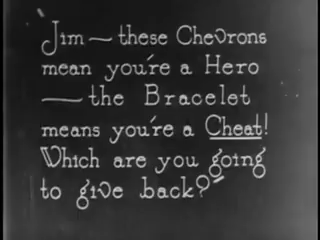 Jim — these Chevrons
mean you're a Hero
— the Bracelet
means you're a Cheat!
Which are you going
to give back?